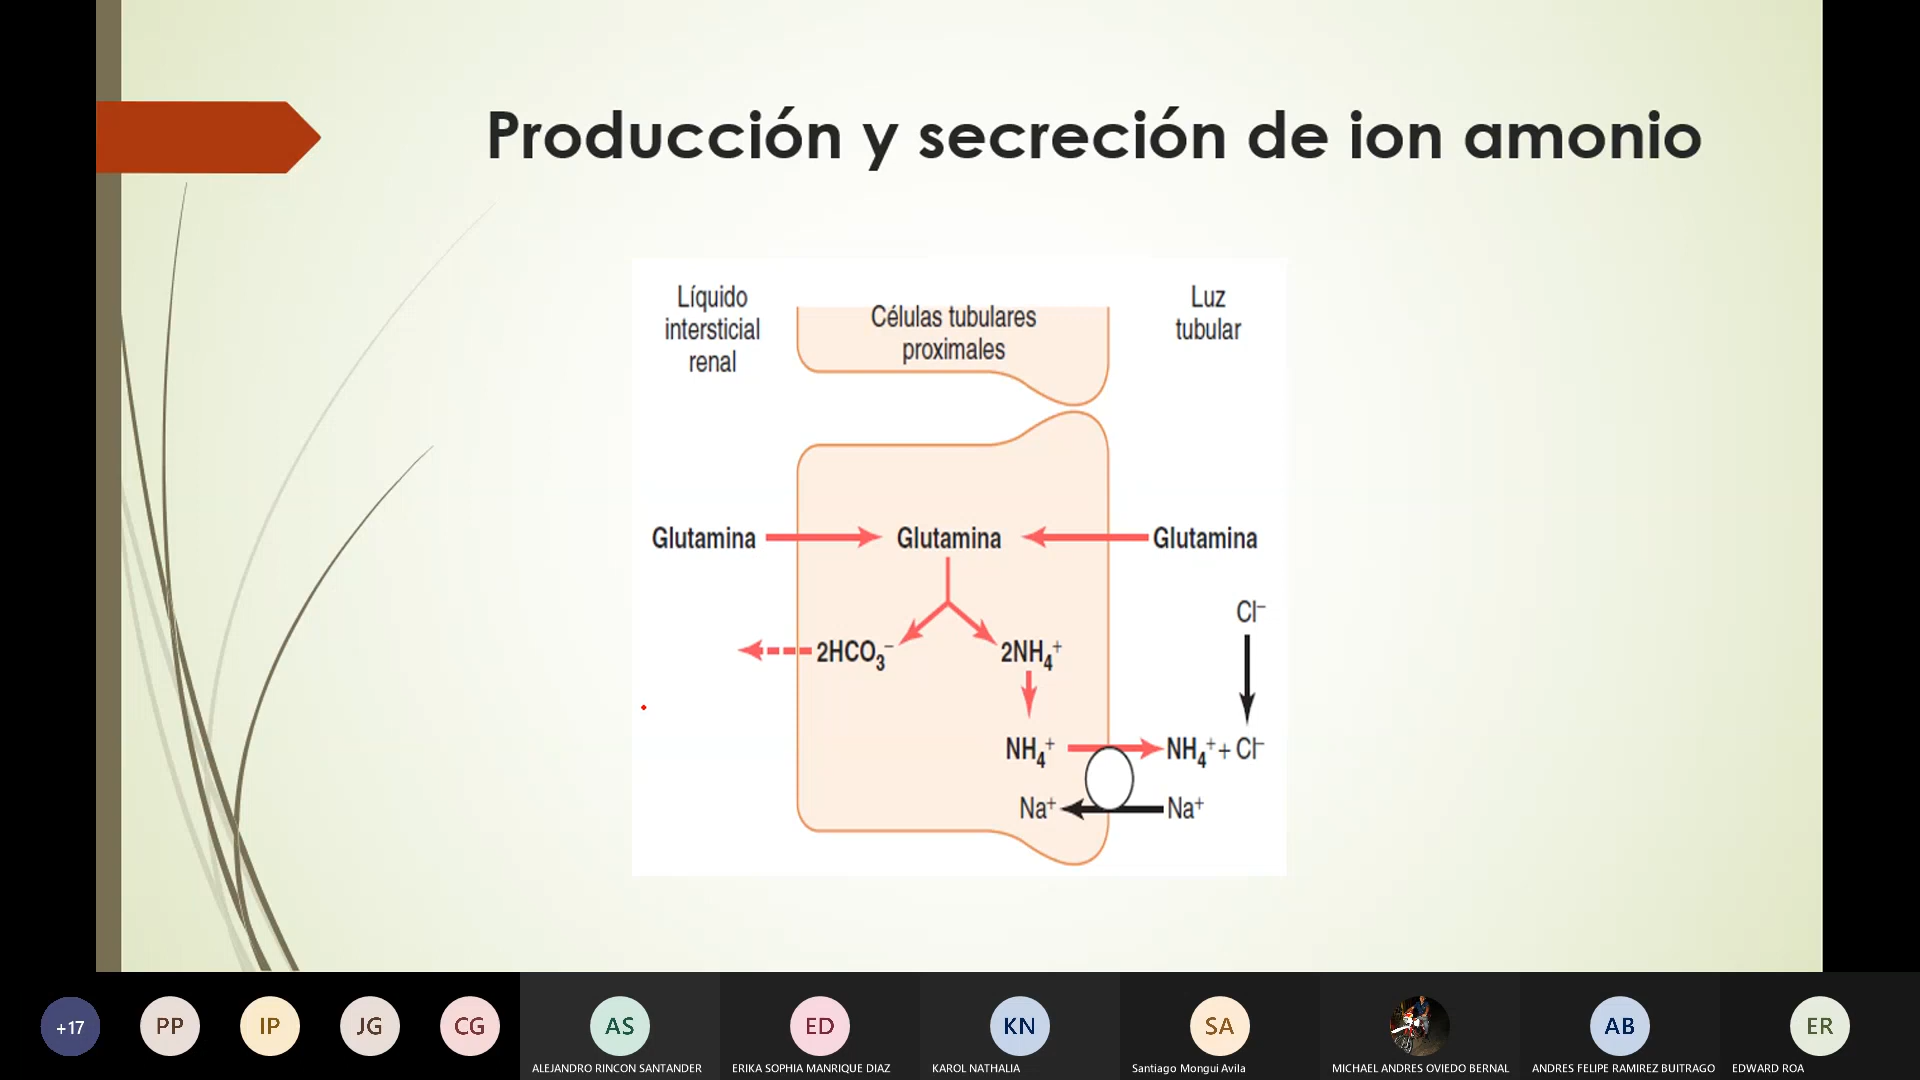 Producción y secreción de ion amonio
Líquido
intersticial
renal
Células tubulares
proximales
Luz
tubular
Glutamina
Glutamina
Glutamina
Cl⁻
2HCO₃⁻
2NH₄⁺
NH₄⁺
NH₄⁺ + Cl⁻
Na⁺
Na⁺
+17
PP
IP
JG
CG
AS
ED
KN
SA
AB
ER
ALEJANDRO RINCON SANTANDER
ERIKA SOPHIA MANRIQUE DIAZ
KAROL NATHALIA
Santiago Mongui Avila
MICHAEL ANDRES OVIEDO BERNAL
ANDRES FELIPE RAMIREZ BUITRAGO
EDWARD ROA